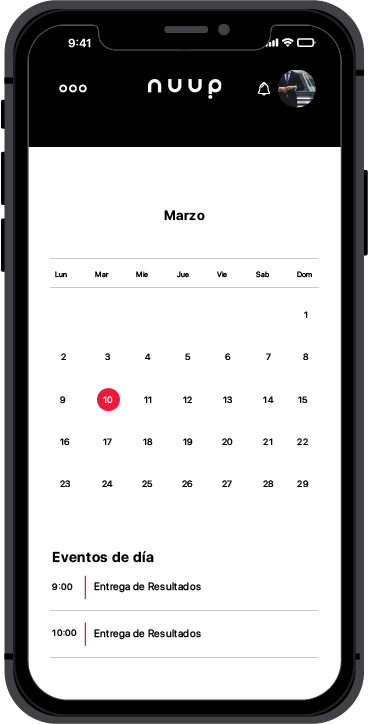 9:41
nuup
Marzo
Lun Mar Mie Jue Vie Sab Dom
1
2 3 4 5 6 7 8
9 10 11 12 13 14 15
16 17 18 19 20 21 22
23 24 25 26 27 28 29
Eventos de día
9:00 Entrega de Resultados
10:00 Entrega de Resultados